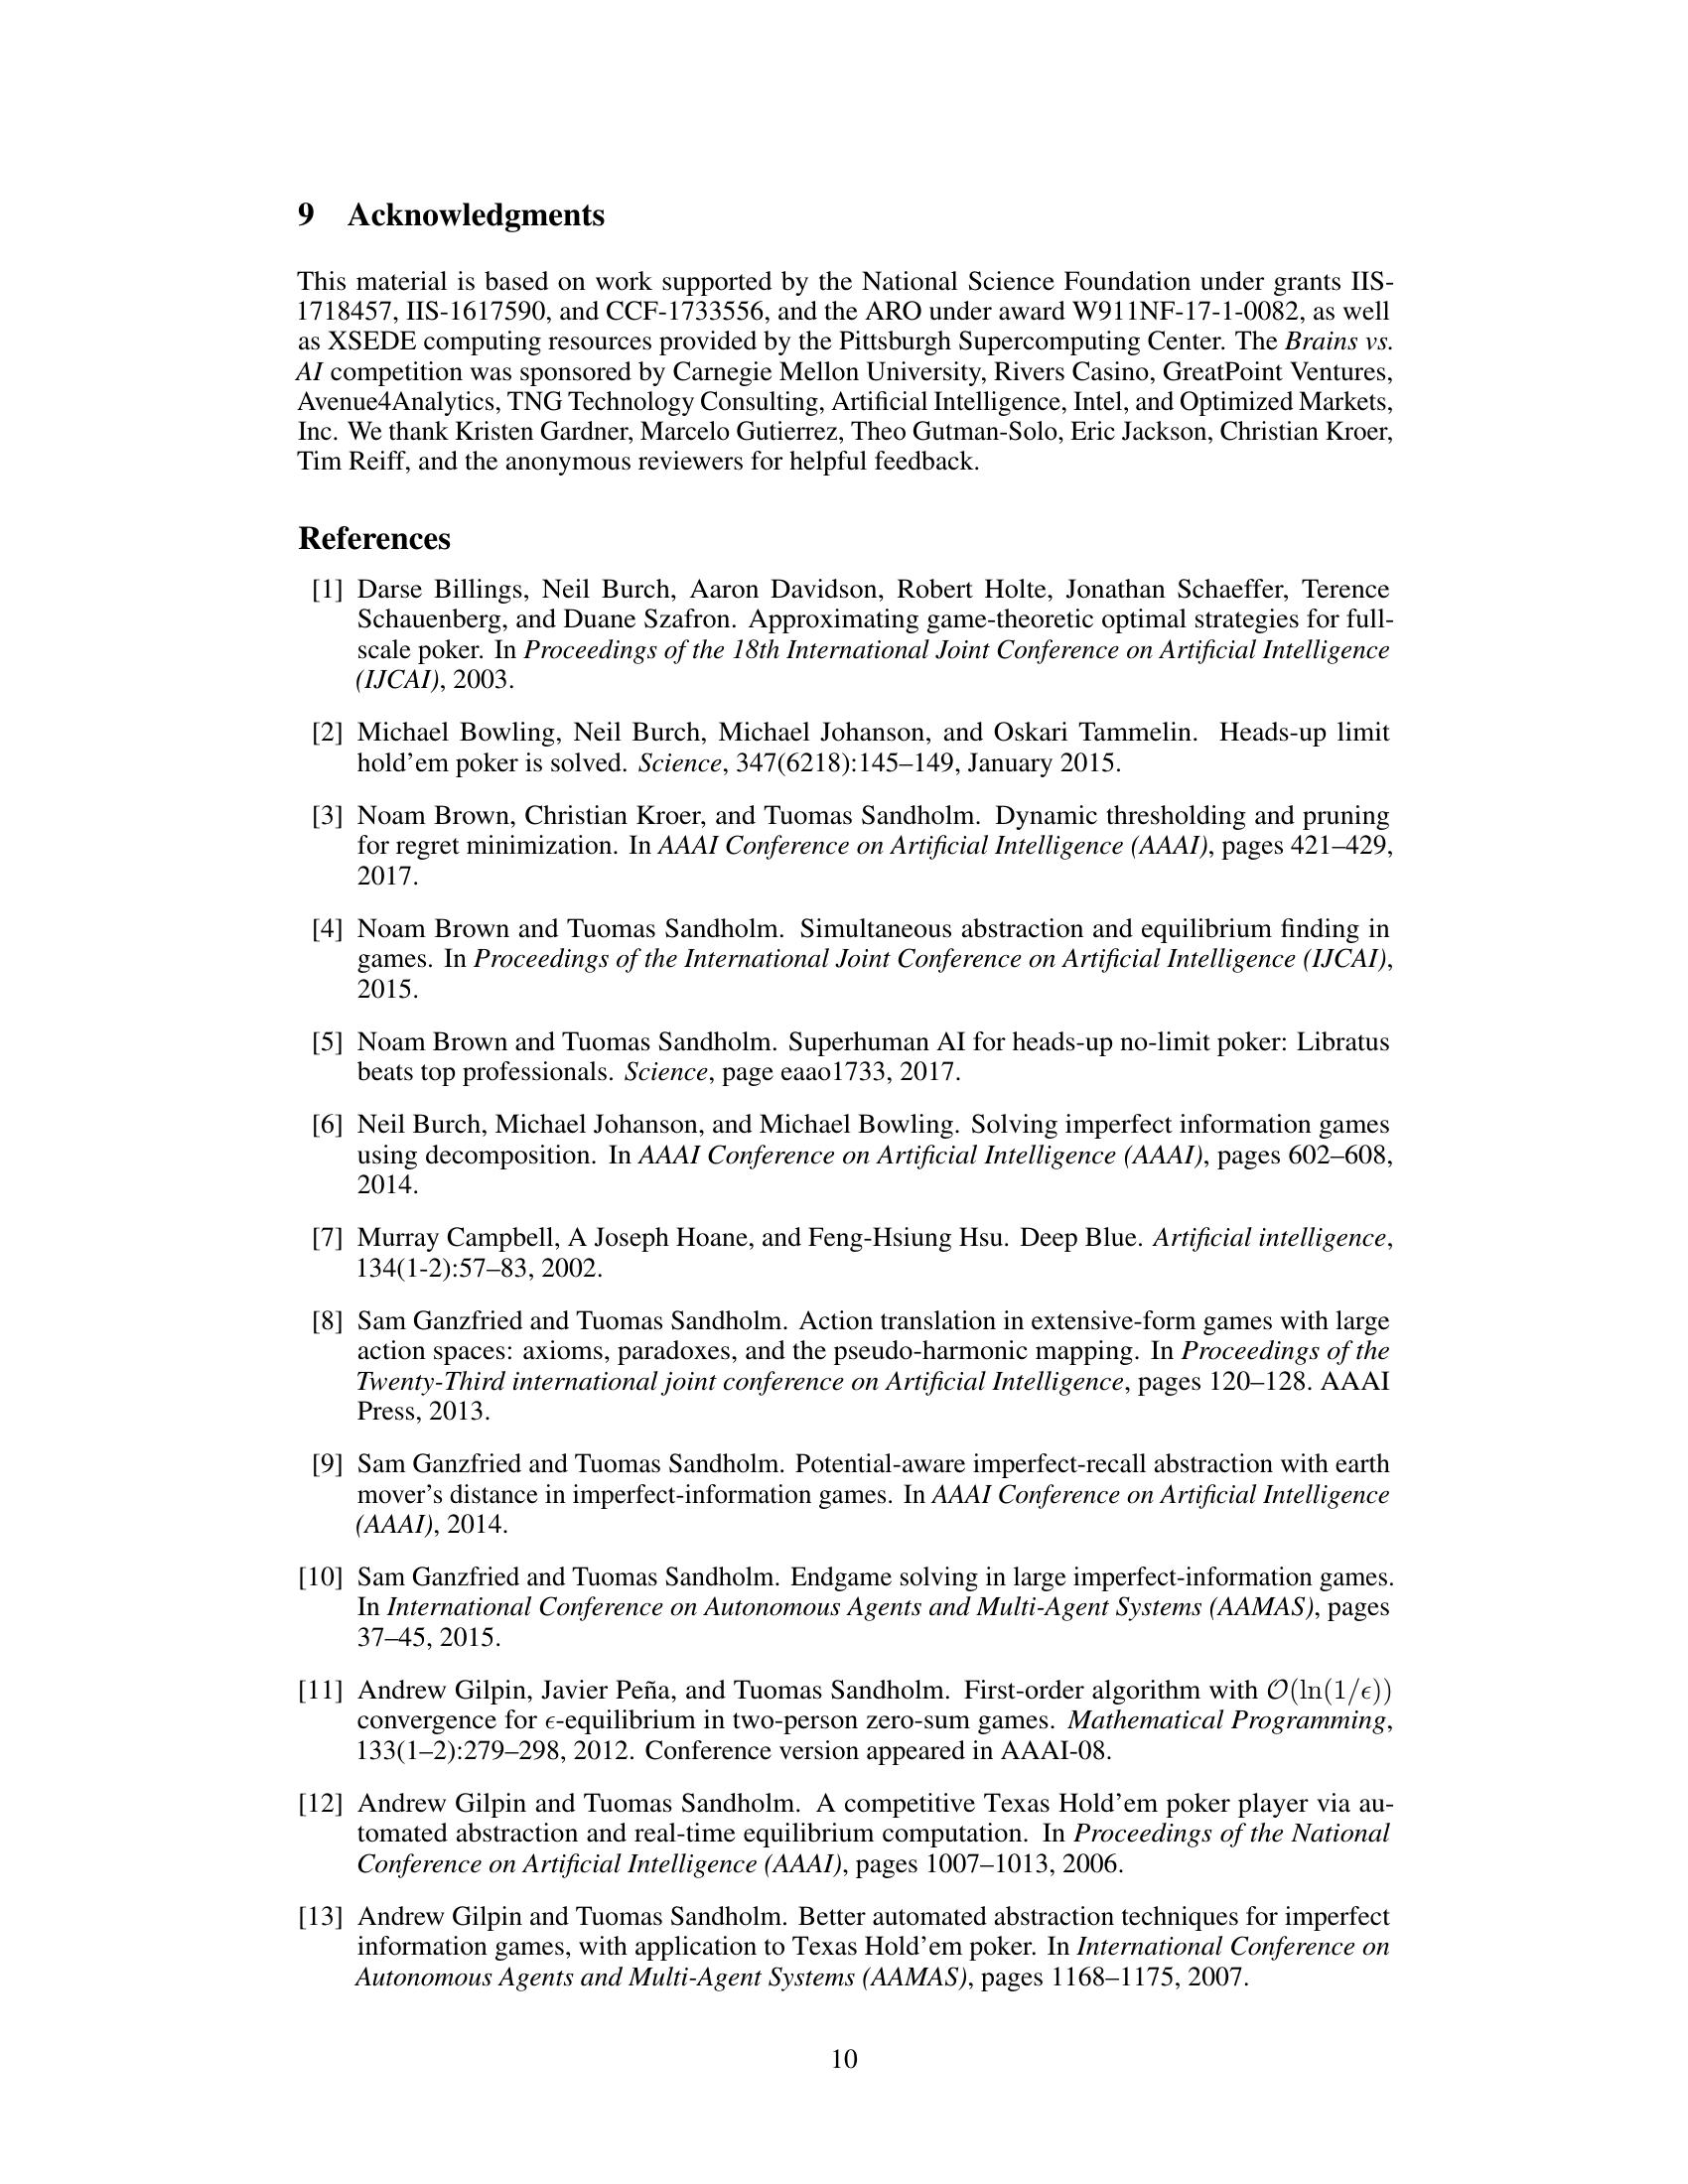 9 Acknowledgments
This material is based on work supported by the National Science Foundation under grants IIS-
1718457, IIS-1617590, and CCF-1733556, and the ARO under award W911NF-17-1-0082, as well
as XSEDE computing resources provided by the Pittsburgh Supercomputing Center. The Brains vs.
AI competition was sponsored by Carnegie Mellon University, Rivers Casino, GreatPoint Ventures,
Avenue4Analytics, TNG Technology Consulting, Artificial Intelligence, Intel, and Optimized Markets,
Inc. We thank Kristen Gardner, Marcelo Gutierrez, Theo Gutman-Solo, Eric Jackson, Christian Kroer,
Tim Reiff, and the anonymous reviewers for helpful feedback.
References
[1] Darse Billings, Neil Burch, Aaron Davidson, Robert Holte, Jonathan Schaeffer, Terence
Schauenberg, and Duane Szafron. Approximating game-theoretic optimal strategies for full-
scale poker. In Proceedings of the 18th International Joint Conference on Artificial Intelligence
(IJCAI), 2003.
[2] Michael Bowling, Neil Burch, Michael Johanson, and Oskari Tammelin. Heads-up limit
hold'em poker is solved. Science, 347(6218):145–149, January 2015.
[3] Noam Brown, Christian Kroer, and Tuomas Sandholm. Dynamic thresholding and pruning
for regret minimization. In AAAI Conference on Artificial Intelligence (AAAI), pages 421–429,
2017.
[4] Noam Brown and Tuomas Sandholm. Simultaneous abstraction and equilibrium finding in
games. In Proceedings of the International Joint Conference on Artificial Intelligence (IJCAI),
2015.
[5] Noam Brown and Tuomas Sandholm. Superhuman AI for heads-up no-limit poker: Libratus
beats top professionals. Science, page eaao1733, 2017.
[6] Neil Burch, Michael Johanson, and Michael Bowling. Solving imperfect information games
using decomposition. In AAAI Conference on Artificial Intelligence (AAAI), pages 602–608,
2014.
[7] Murray Campbell, A Joseph Hoane, and Feng-Hsiung Hsu. Deep Blue. Artificial intelligence,
134(1-2):57–83, 2002.
[8] Sam Ganzfried and Tuomas Sandholm. Action translation in extensive-form games with large
action spaces: axioms, paradoxes, and the pseudo-harmonic mapping. In Proceedings of the
Twenty-Third international joint conference on Artificial Intelligence, pages 120–128. AAAI
Press, 2013.
[9] Sam Ganzfried and Tuomas Sandholm. Potential-aware imperfect-recall abstraction with earth
mover's distance in imperfect-information games. In AAAI Conference on Artificial Intelligence
(AAAI), 2014.
[10] Sam Ganzfried and Tuomas Sandholm. Endgame solving in large imperfect-information games.
In International Conference on Autonomous Agents and Multi-Agent Systems (AAMAS), pages
37–45, 2015.
[11] Andrew Gilpin, Javier Peña, and Tuomas Sandholm. First-order algorithm with O(ln(1/ϵ))
convergence for ϵ-equilibrium in two-person zero-sum games. Mathematical Programming,
133(1–2):279–298, 2012. Conference version appeared in AAAI-08.
[12] Andrew Gilpin and Tuomas Sandholm. A competitive Texas Hold'em poker player via au-
tomated abstraction and real-time equilibrium computation. In Proceedings of the National
Conference on Artificial Intelligence (AAAI), pages 1007–1013, 2006.
[13] Andrew Gilpin and Tuomas Sandholm. Better automated abstraction techniques for imperfect
information games, with application to Texas Hold'em poker. In International Conference on
Autonomous Agents and Multi-Agent Systems (AAMAS), pages 1168–1175, 2007.
10